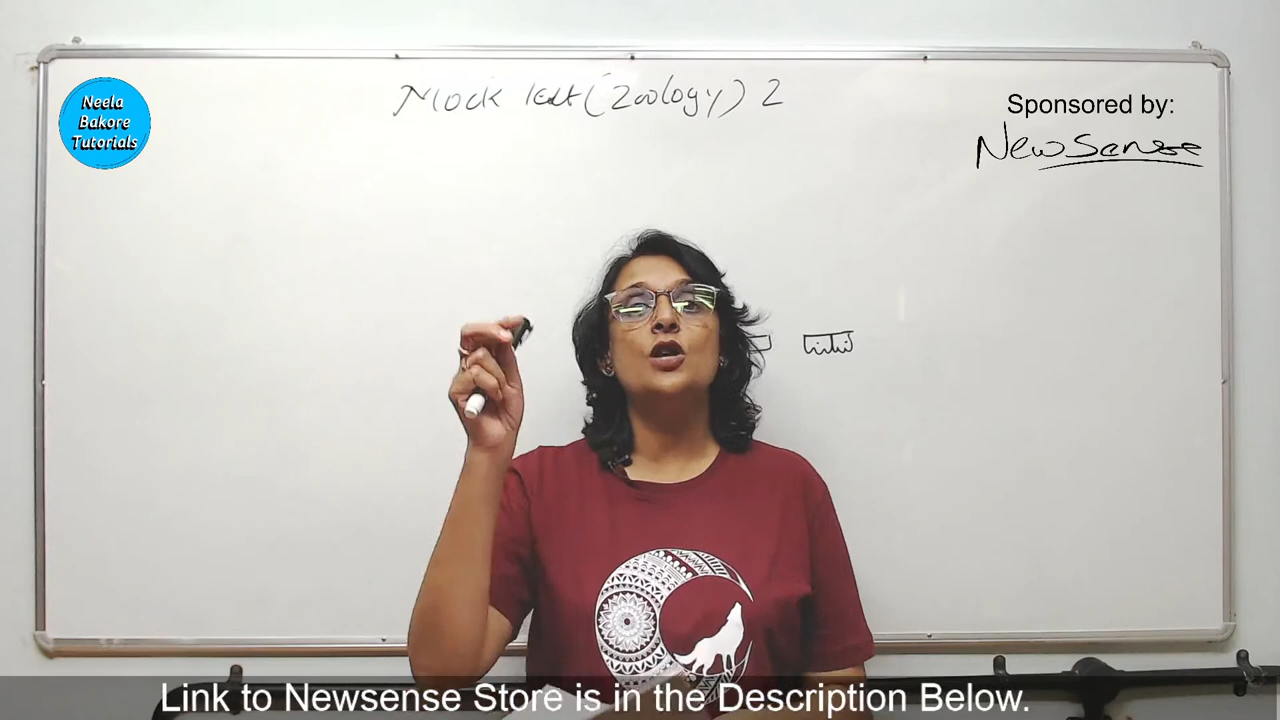 Neela
Bakore
Tutorials
Mock test (Zoology) 2
Sponsored by:
NewSense
Link to Newsense Store is in the Description Below.